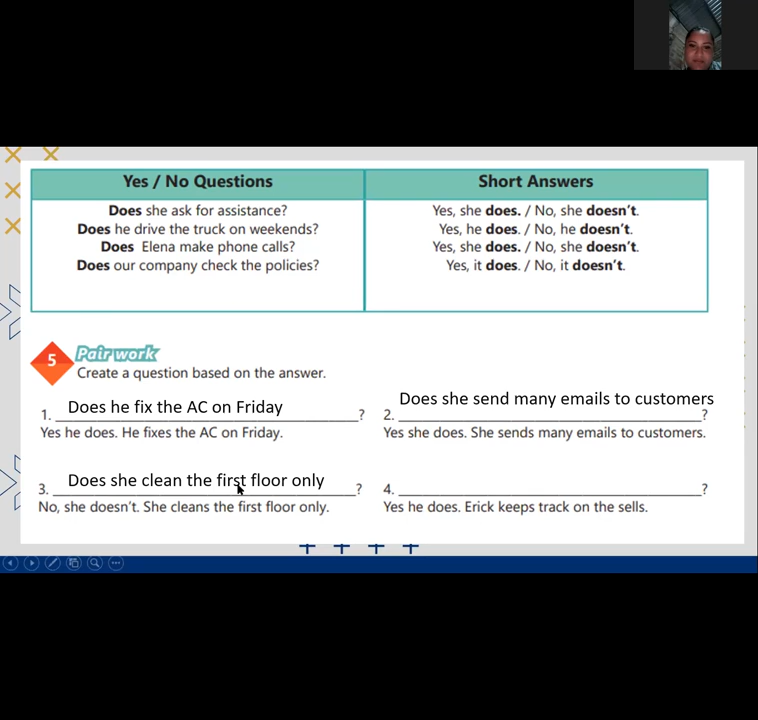 Yes / No Questions
Short Answers
Does she ask for assistance?
Yes, she does. / No, she doesn't.
Does he drive the truck on weekends?
Yes, he does. / No, he doesn't.
Does Elena make phone calls?
Yes, she does. / No, she doesn't.
Does our company check the policies?
Yes, it does. / No, it doesn't.
5
Pair work
Create a question based on the answer.
1. Does he fix the AC on Friday ?
Yes he does. He fixes the AC on Friday.
2. Does she send many emails to customers ?
Yes she does. She sends many emails to customers.
3. Does she clean the first floor only ?
No, she doesn't. She cleans the first floor only.
4. ?
Yes he does. Erick keeps track on the sells.